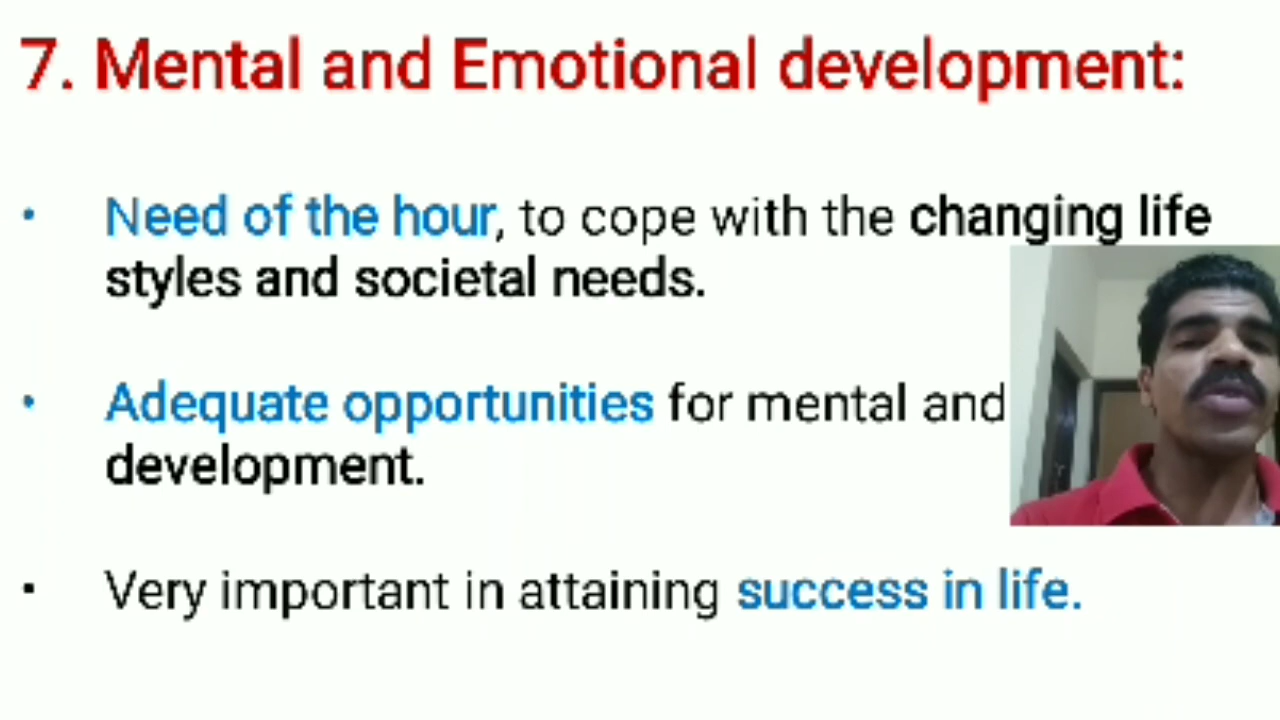 7. Mental and Emotional development:
• Need of the hour, to cope with the changing life
styles and societal needs.
• Adequate opportunities for mental and
development.
• Very important in attaining success in life.